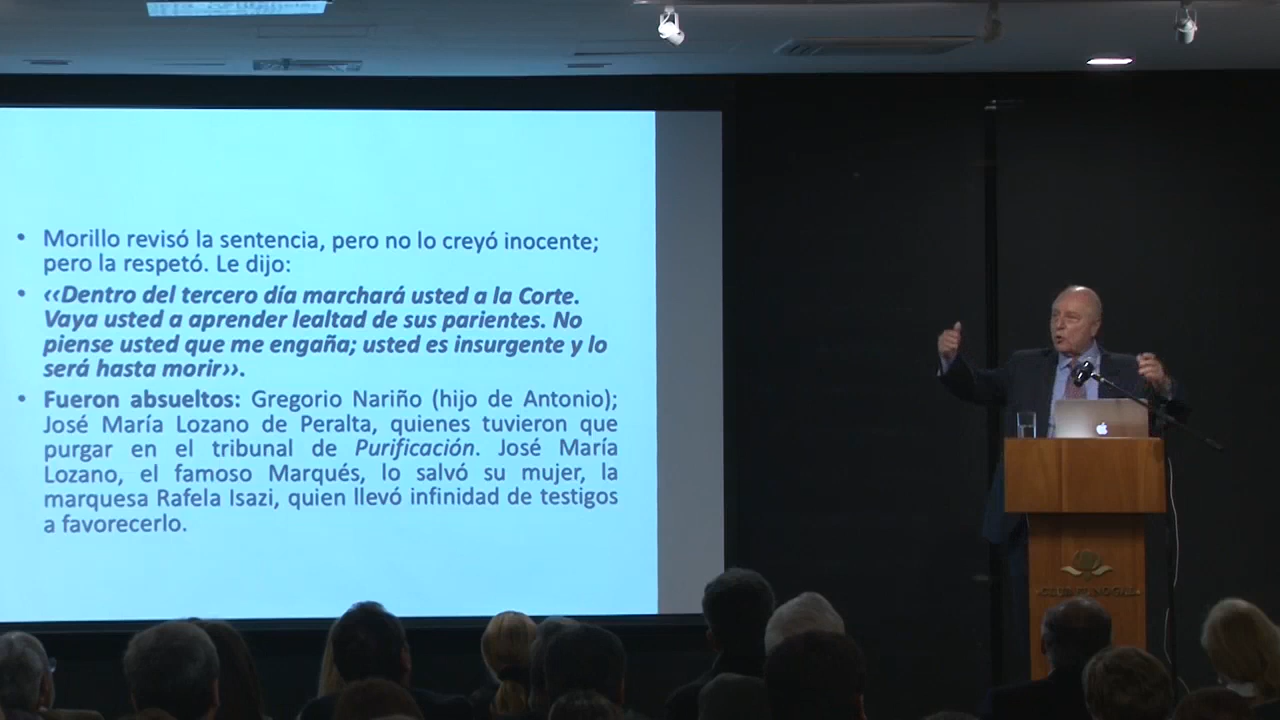 • Morillo revisó la sentencia, pero no lo creyó inocente;
pero la respetó. Le dijo:
• ‹‹Dentro del tercero día marchará usted a la Corte.
Vaya usted a aprender lealtad de sus parientes. No
piense usted que me engaña; usted es insurgente y lo
será hasta morir››.
• Fueron absueltos: Gregorio Nariño (hijo de Antonio);
José María Lozano de Peralta, quienes tuvieron que
purgar en el tribunal de Purificación. José María
Lozano, el famoso Marqués, lo salvó su mujer, la
marquesa Rafela Isazi, quien llevó infinidad de testigos
a favorecerlo.